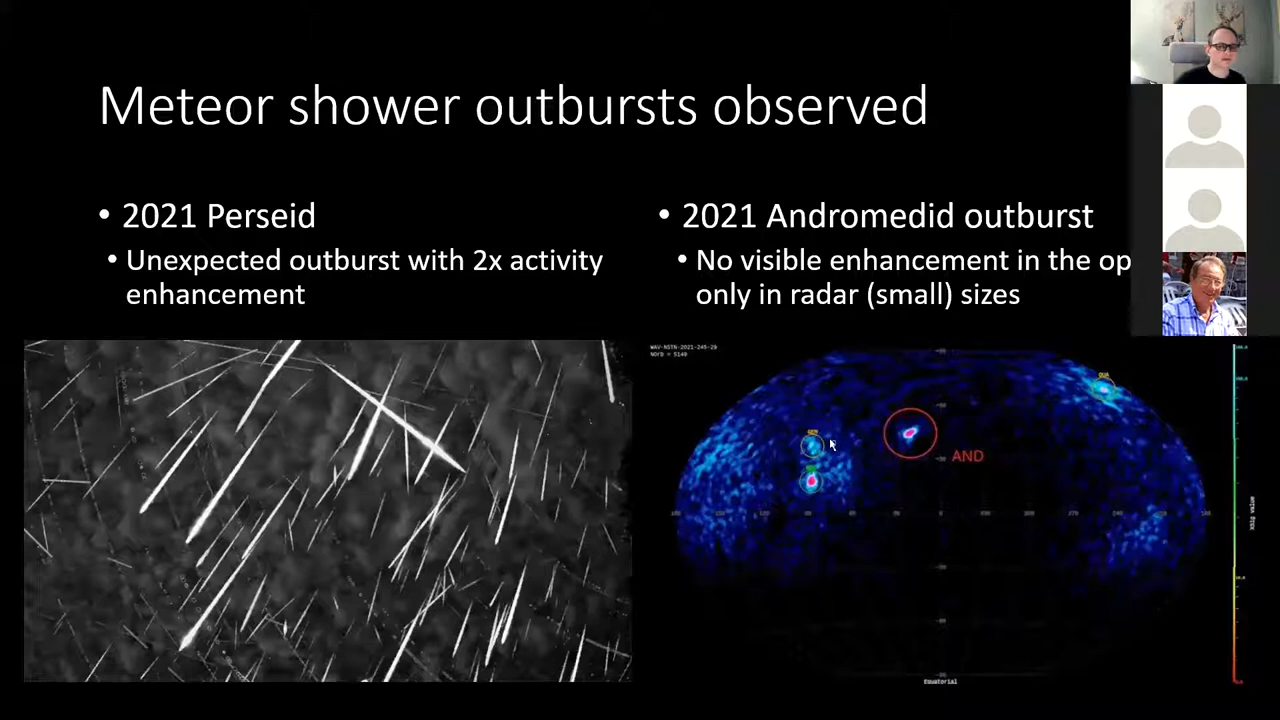 Meteor shower outbursts observed
• 2021 Perseid
• Unexpected outburst with 2x activity
enhancement
• 2021 Andromedid outburst
• No visible enhancement in the op
only in radar (small) sizes
AND
Equatorial